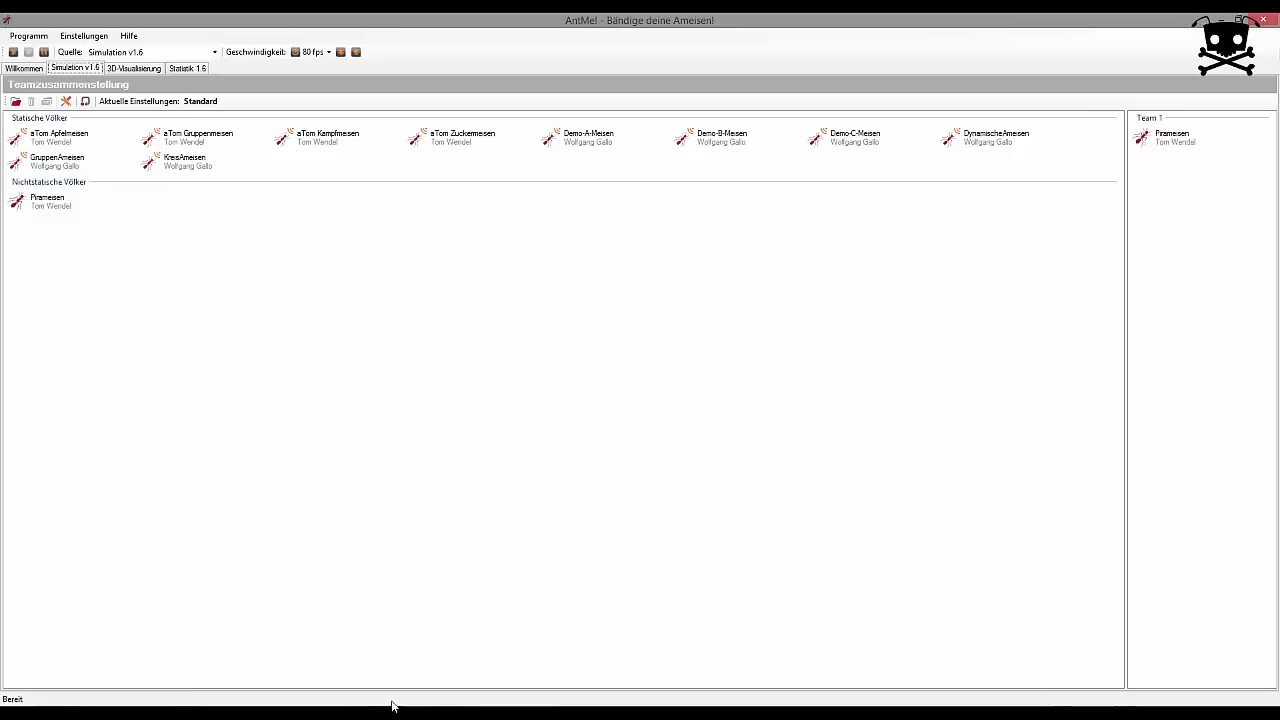 AntMe! - Bändige deine Ameisen!
Programm Einstellungen Hilfe
Quelle: Simulation v1.6 Geschwindigkeit: 80 fps
Willkommen Simulation v1.6 3D-Visualisierung Statistik 1.6
Teamzusammenstellung
Aktuelle Einstellungen: Standard
Statische Völker
aTom Apfelmeisen aTom Gruppenmeisen aTom Kampfmeisen aTom Zuckermeisen Demo-A-Meisen Demo-B-Meisen Demo-C-Meisen DynamischeAmeisen
Tom Wendel Tom Wendel Tom Wendel Tom Wendel Wolfgang Gallo Wolfgang Gallo Wolfgang Gallo Wolfgang Gallo
GruppenAmeisen KreisAmeisen
Wolfgang Gallo Wolfgang Gallo
Nichtstatische Völker
Pirameisen
Tom Wendel
Team 1
Pirameisen
Tom Wendel
Bereit